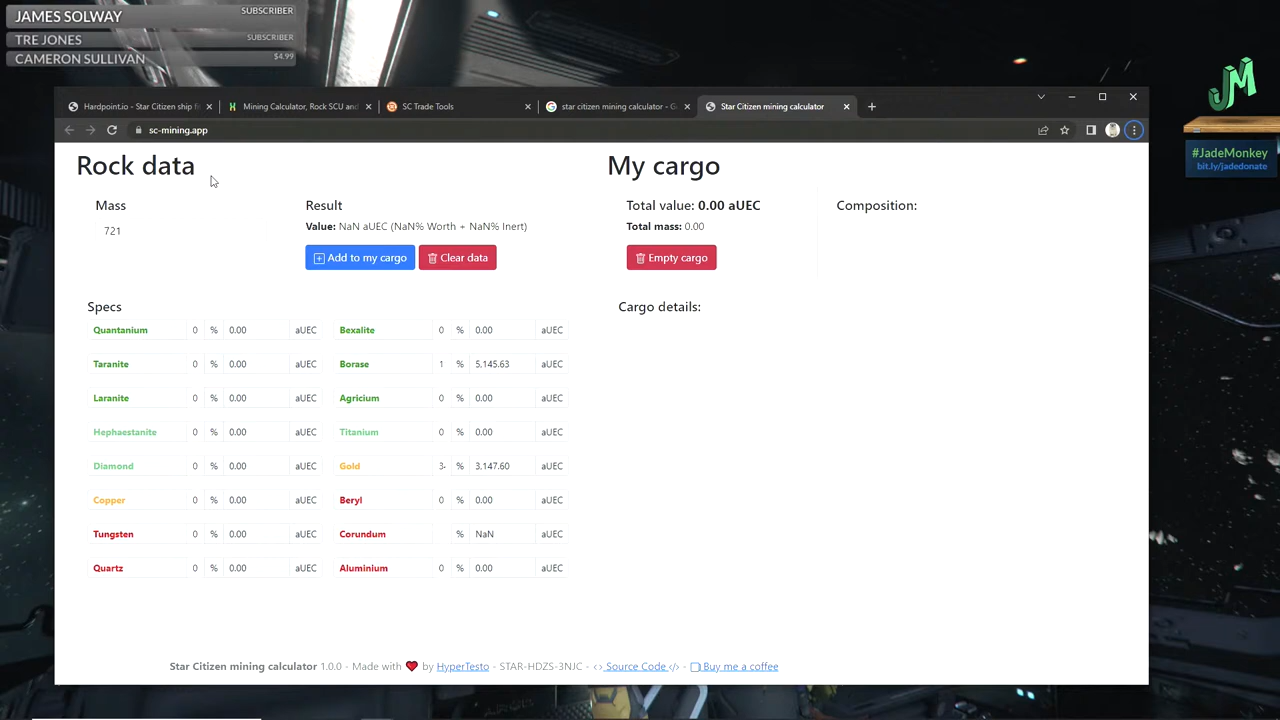 JAMES SOLWAY SUBSCRIBER
TRE JONES SUBSCRIBER
CAMERON SULLIVAN $4.99
JM
#JadeMonkey
bit.ly/jadedonate
Hardpoint.io - Star Citizen ship fi
Mining Calculator, Rock SCU and
SC Trade Tools
star citizen mining calculator - G
Star Citizen mining calculator
sc-mining.app
Rock data
My cargo
Mass
721
Result
Value: NaN aUEC (NaN% Worth + NaN% Inert)
Add to my cargo
Clear data
Total value: 0.00 aUEC
Total mass: 0.00
Empty cargo
Composition:
Specs
Cargo details:
Quantanium 0 % 0.00 aUEC Bexalite 0 % 0.00 aUEC
Taranite 0 % 0.00 aUEC Borase 1 % 5,145.63 aUEC
Laranite 0 % 0.00 aUEC Agricium 0 % 0.00 aUEC
Hephaestanite 0 % 0.00 aUEC Titanium 0 % 0.00 aUEC
Diamond 0 % 0.00 aUEC Gold 3 % 3,147.60 aUEC
Copper 0 % 0.00 aUEC Beryl 0 % 0.00 aUEC
Tungsten 0 % 0.00 aUEC Corundum % NaN aUEC
Quartz 0 % 0.00 aUEC Aluminium 0 % 0.00 aUEC
Star Citizen mining calculator 1.0.0 - Made with ❤ by HyperTesto - STAR-HDZS-3NJC - <> Source Code </> - Buy me a coffee